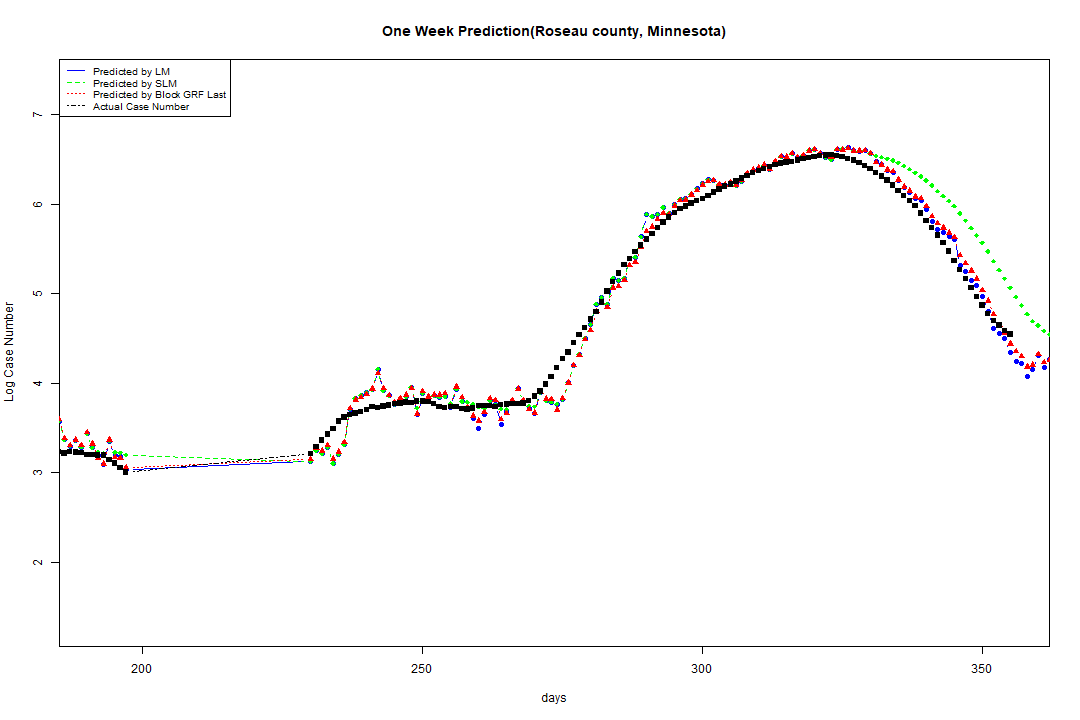 One Week Prediction(Roseau county, Minnesota)
Predicted by LM
Predicted by SLM
Predicted by Block GRF Last
Actual Case Number
7
6
5
4
3
2
Log Case Number
200 250 300 350
days